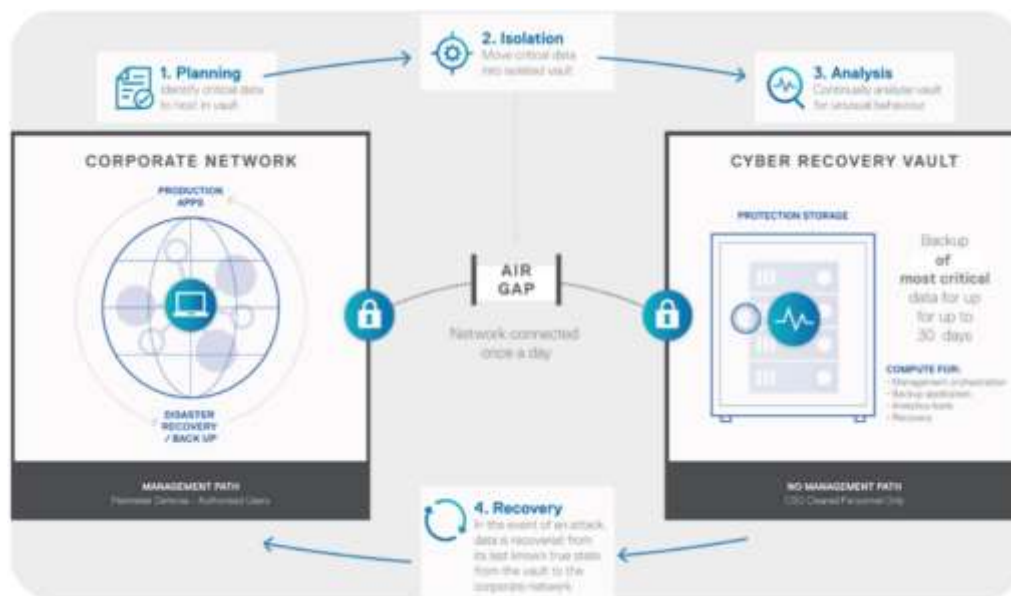 1. Planning
Identify critical data
to host in vault
2. Isolation
Move critical data
into isolated vault
3. Analysis
Continually analyse vault
for unusual behaviour
CORPORATE NETWORK
PRODUCTION
APPS
DISASTER
RECOVERY
/ BACK UP
MANAGEMENT PATH
Perimeter Defence - Authorised Users
AIR
GAP
Network connected
once a day
CYBER RECOVERY VAULT
PROTECTION STORAGE
Backup
of
most critical
data for up
for up to
30 days
COMPUTE FOR:
- Management orchestration
- Backup application
- Analytics tools
- Recovery
NO MANAGEMENT PATH
Cleared Personnel Only
4. Recovery
In the event of an attack,
data is recovered from
its last known true state
from the vault to the
corporate network